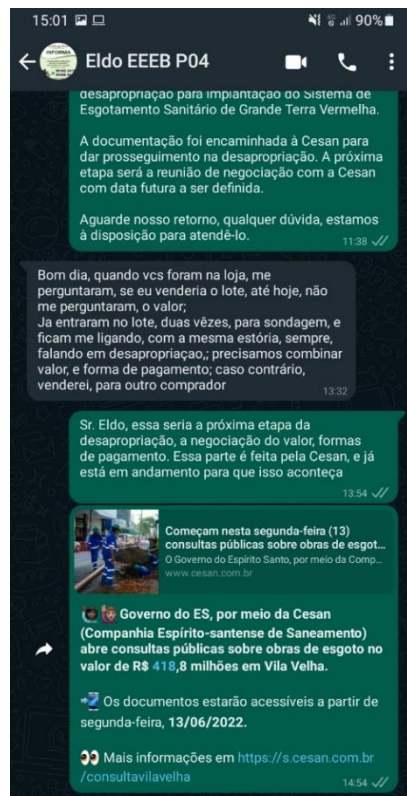 15:01 90%
INFORMA
Eldo EEEB P04
desapropriação para implantação do Sistema de
Esgotamento Sanitário de Grande Terra Vermelha.
A documentação foi encaminhada à Cesan para
dar prosseguimento na desapropriação. A próxima
etapa será a reunião de negociação com a Cesan
com data futura a ser definida.
Aguarde nosso retorno, qualquer dúvida, estamos
à disposição para atendê-lo.
11:38
Bom dia, quando vcs foram na loja, me
perguntaram, se eu venderia o lote, até hoje, não
me perguntaram, o valor;
Ja entraram no lote, duas vêzes, para sondagem, e
ficam me ligando, com a mesma estória, sempre,
falando em desapropriaçao,; precisamos combinar
valor, e forma de pagamento; caso contrário,
venderei, para outro comprador
13:32
Sr. Eldo, essa seria a próxima etapa da
desapropriação, a negociação do valor, formas
de pagamento. Essa parte é feita pela Cesan, e já
está em andamento para que isso aconteça
13:54
Começam nesta segunda-feira (13)
consultas públicas sobre obras de esgot...
O Governo do Espírito Santo, por meio da Comp...
www.cesan.com.br
Governo do ES, por meio da Cesan
(Companhia Espírito-santense de Saneamento)
abre consultas públicas sobre obras de esgoto no
valor de R$ 418,8 milhões em Vila Velha.
Os documentos estarão acessíveis a partir de
segunda-feira, 13/06/2022.
Mais informações em https://s.cesan.com.br
/consultavilavelha
14:54